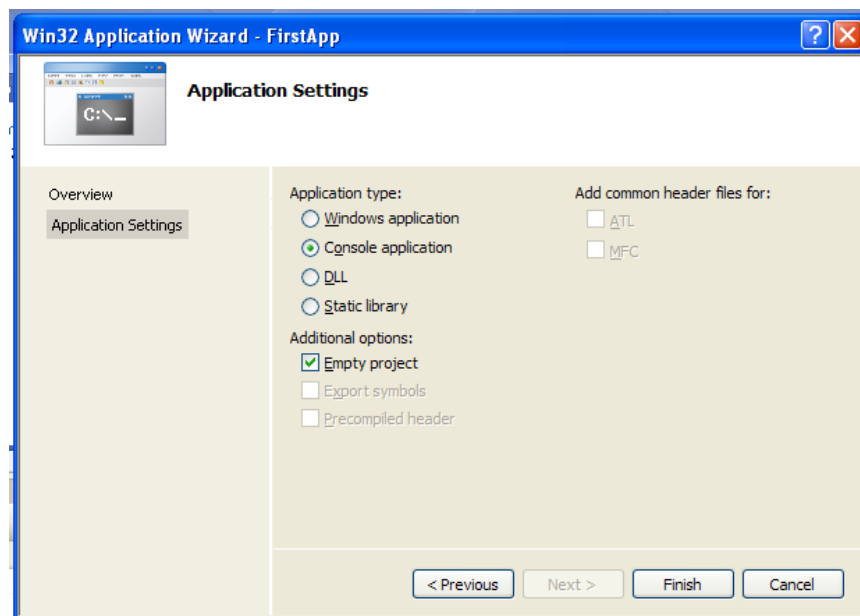 Win32 Application Wizard - FirstApp
Application Settings
C:\_
Overview
Application Settings
Application type:
Windows application
Console application
DLL
Static library
Additional options:
Empty project
Export symbols
Precompiled header
Add common header files for:
ATL
MFC
< Previous
Next >
Finish
Cancel